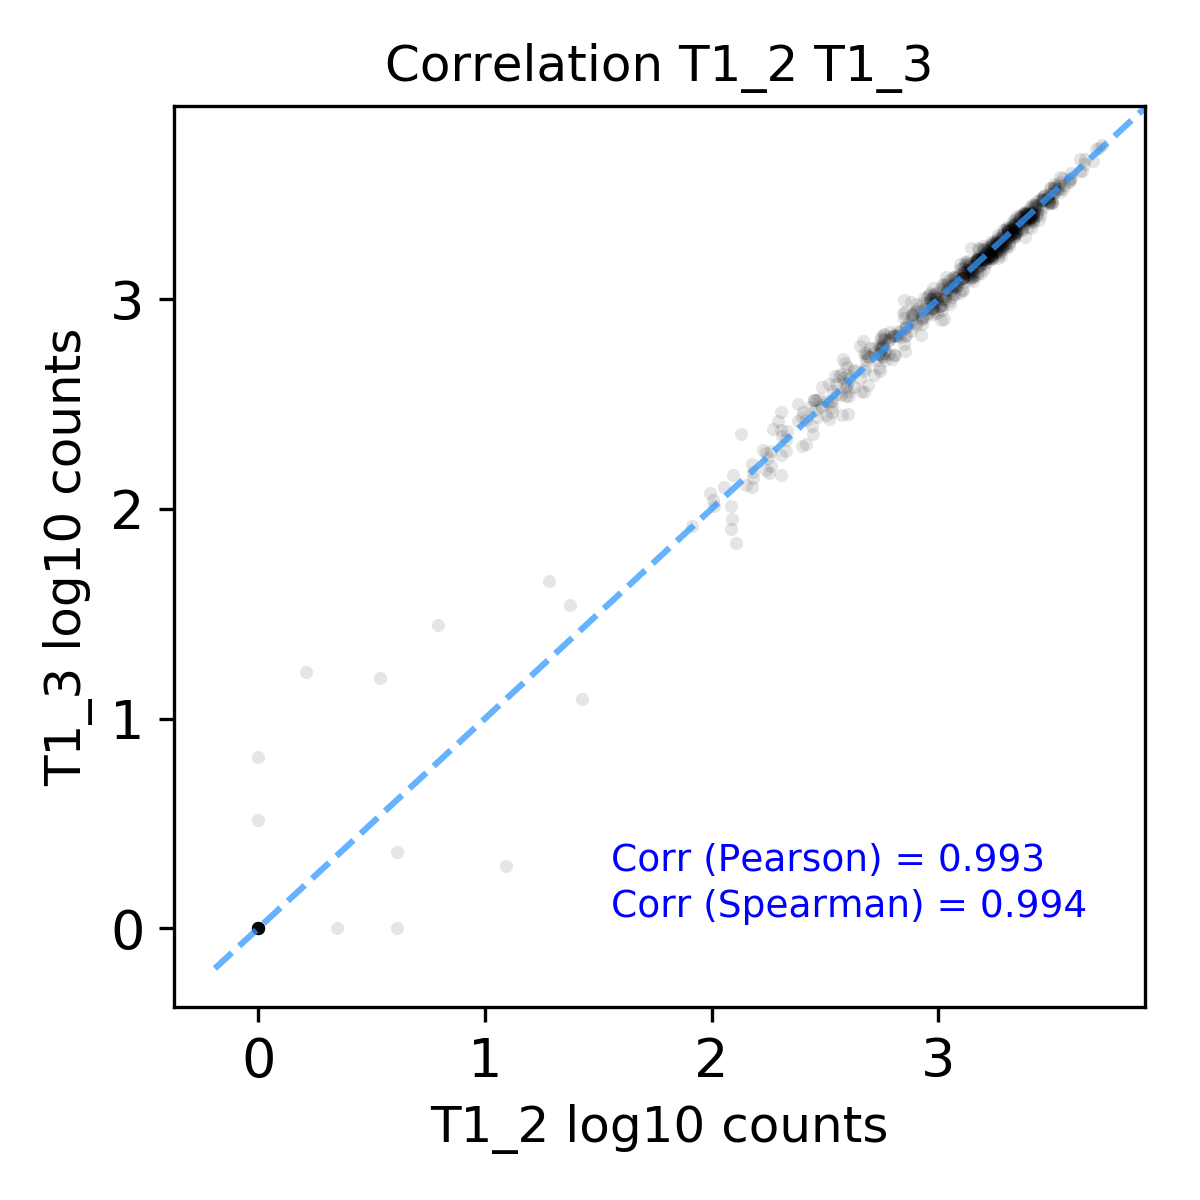 Correlation T1_2 T1_3
T1_3 log10 counts
3
2
1
0
Corr (Pearson) = 0.993
Corr (Spearman) = 0.994
0 1 2 3
T1_2 log10 counts